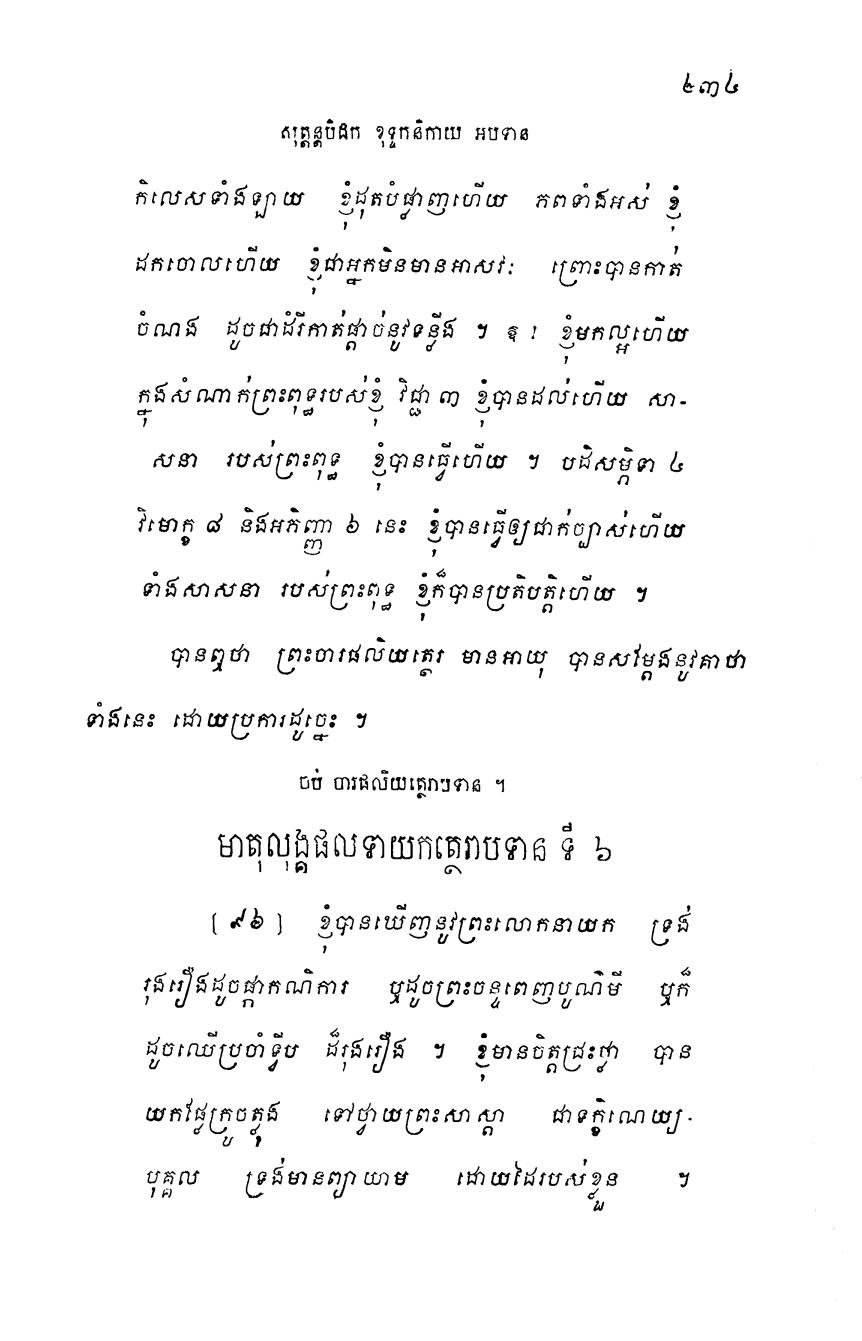 ២៣៤
សុត្តន្តបិដក ខុទ្ទកនិកាយ អបទាន
កិលេសទាំងឡាយ ខ្ញុំដុតបំផ្លាញហើយ ភពទាំងអស់ ខ្ញុំ
ដកចោលហើយ ខ្ញុំជាអ្នកមិនមានអាសវៈ ព្រោះបានកាត់
ចំណង ដូចជាដំរីកាត់ផ្តាច់នូវទន្លីង ។ ឱ ! ខ្ញុំមកល្អហើយ
ក្នុងសំណាក់ព្រះពុទ្ធរបស់ខ្ញុំ វិជ្ជា ៣ ខ្ញុំបានដល់ហើយ សា-
សនា របស់ព្រះពុទ្ធ ខ្ញុំបានធ្វើហើយ ។ បដិសម្ភិទា ៤
វិមោក្ខ ៨ និងអភិញ្ញា ៦ នេះ ខ្ញុំបានធ្វើឲ្យជាក់ច្បាស់ហើយ
ទាំងសាសនា របស់ព្រះពុទ្ធ ខ្ញុំក៏បានប្រតិបត្តិហើយ ។
បានឮថា ព្រះចារផលិយត្ថេរ មានអាយុ បានសម្តែងនូវគាថា
ទាំងនេះ ដោយប្រការដូច្នេះ ។
ចប់ ចារផលិយត្ថេរាបទាន ។
មាតុលុង្គផលទាយកត្ថេរាបទាន ទី ៦
[ ៩៦ ] ខ្ញុំបានឃើញនូវព្រះលោកនាយក ទ្រង់
រុងរឿងដូចផ្កាកណិការ ឬដូចព្រះចន្ទពេញបូណ៌មី ឬក៏
ដូចឈើប្រចាំទ្វីប ដ៏រុងរឿង ។ ខ្ញុំមានចិត្តជ្រះថ្លា បាន
យកផ្លែក្រូចត្លុង ទៅថ្វាយព្រះសាស្តា ជាទក្ខិណេយ្យ-
បុគ្គល ទ្រង់មានព្យាយាម ដោយដៃរបស់ខ្លួន ។